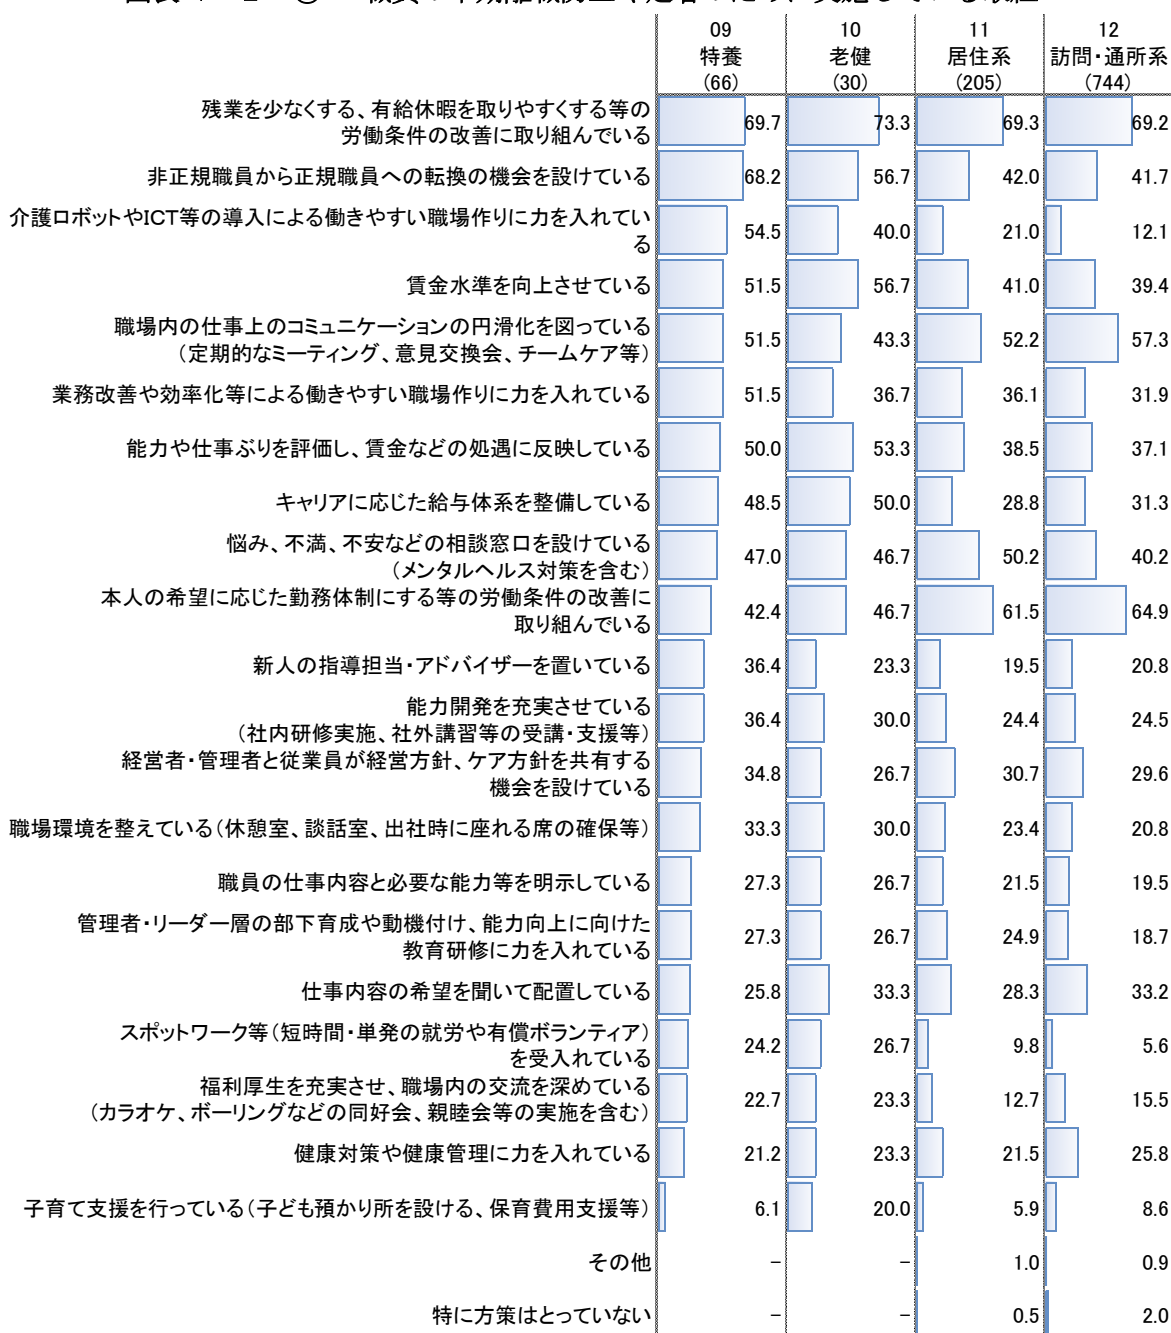 09 10 11 12
特養 老健 居住系 訪問・通所系
(66) (30) (205) (744)
残業を少なくする、有給休暇を取りやすくする等の
労働条件の改善に取り組んでいる 69.7 73.3 69.3 69.2
非正規職員から正規職員への転換の機会を設けている 68.2 56.7 42.0 41.7
介護ロボットやICT等の導入による働きやすい職場作りに力を入れてい
る 54.5 40.0 21.0 12.1
賃金水準を向上させている 51.5 56.7 41.0 39.4
職場内の仕事上のコミュニケーションの円滑化を図っている
(定期的なミーティング、意見交換会、チームケア等) 51.5 43.3 52.2 57.3
業務改善や効率化等による働きやすい職場作りに力を入れている 51.5 36.7 36.1 31.9
能力や仕事ぶりを評価し、賃金などの処遇に反映している 50.0 53.3 38.5 37.1
キャリアに応じた給与体系を整備している 48.5 50.0 28.8 31.3
悩み、不満、不安などの相談窓口を設けている
(メンタルヘルス対策を含む) 47.0 46.7 50.2 40.2
本人の希望に応じた勤務体制にする等の労働条件の改善に
取り組んでいる 42.4 46.7 61.5 64.9
新人の指導担当・アドバイザーを置いている 36.4 23.3 19.5 20.8
能力開発を充実させている
(社内研修実施、社外講習等の受講・支援等) 36.4 30.0 24.4 24.5
経営者・管理者と従業員が経営方針、ケア方針を共有する
機会を設けている 34.8 26.7 30.7 29.6
職場環境を整えている(休憩室、談話室、出社時に座れる席の確保等) 33.3 30.0 23.4 20.8
職員の仕事内容と必要な能力等を明示している 27.3 26.7 21.5 19.5
管理者・リーダー層の部下育成や動機付け、能力向上に向けた
教育研修に力を入れている 27.3 26.7 24.9 18.7
仕事内容の希望を聞いて配置している 25.8 33.3 28.3 33.2
スポットワーク等(短時間・単発の就労や有償ボランティア)
を受入れている 24.2 26.7 9.8 5.6
福利厚生を充実させ、職場内の交流を深めている
(カラオケ、ボーリングなどの同好会、親睦会等の実施を含む) 22.7 23.3 12.7 15.5
健康対策や健康管理に力を入れている 21.2 23.3 21.5 25.8
子育て支援を行っている(子ども預かり所を設ける、保育費用支援等) 6.1 20.0 5.9 8.6
その他 - - 1.0 0.9
特に方策はとっていない - - 0.5 2.0